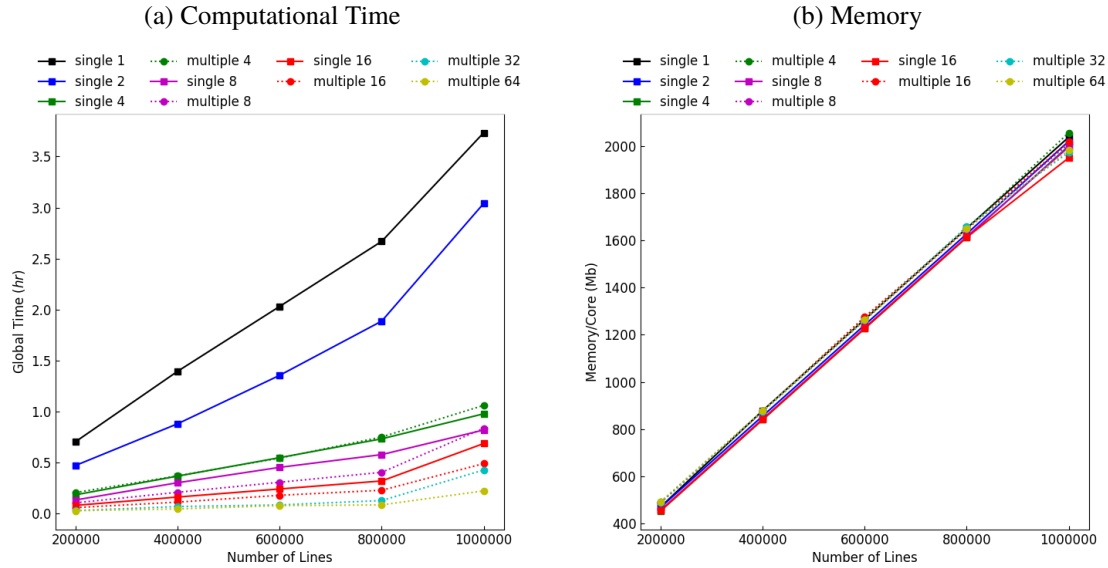 (a) Computational Time
single 1
multiple 4
single 16
multiple 32
single 2
single 8
multiple 16
multiple 64
single 4
multiple 8
3.5
3.0
2.5
2.0
1.5
1.0
0.5
0.0
Global Time (hr)
200000 400000 600000 800000 1000000
Number of Lines
(b) Memory
single 1
multiple 4
single 16
multiple 32
single 2
single 8
multiple 16
multiple 64
single 4
multiple 8
2000
1800
1600
1400
1200
1000
800
600
400
Memory/Core (Mb)
200000 400000 600000 800000 1000000
Number of Lines